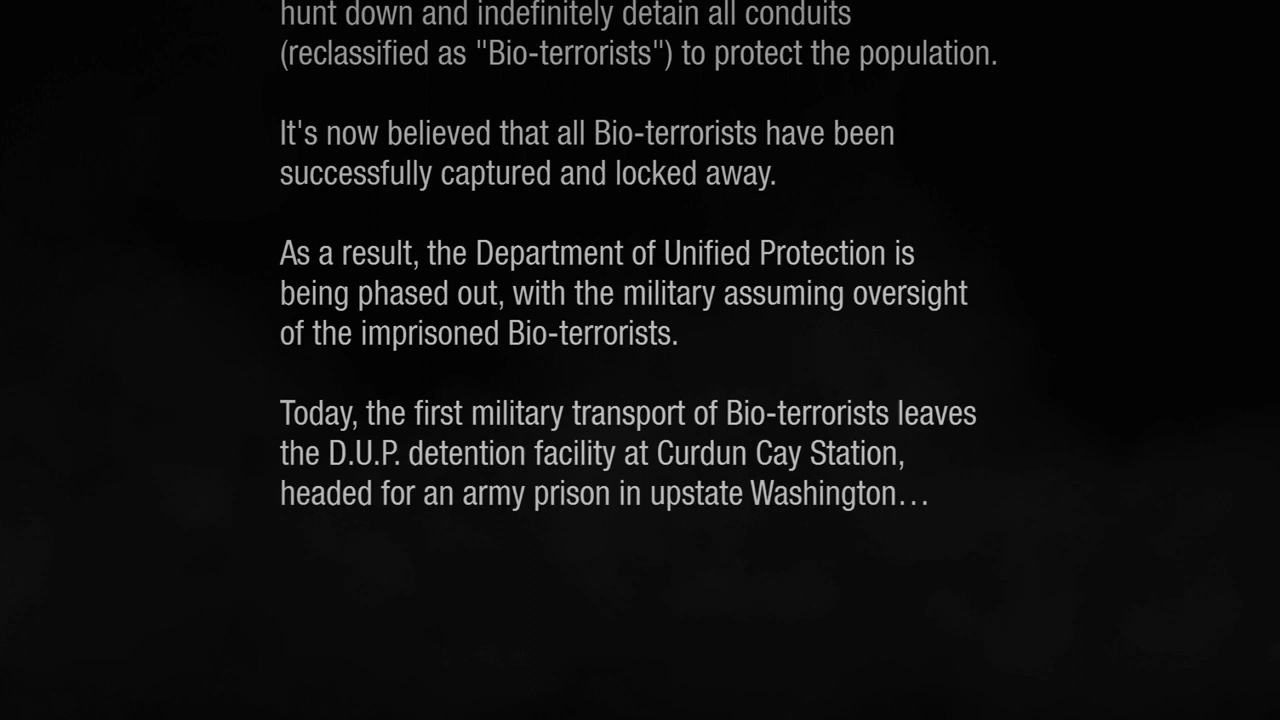 hunt down and indefinitely detain all conduits
(reclassified as "Bio-terrorists") to protect the population.
It's now believed that all Bio-terrorists have been
successfully captured and locked away.
As a result, the Department of Unified Protection is
being phased out, with the military assuming oversight
of the imprisoned Bio-terrorists.
Today, the first military transport of Bio-terrorists leaves
the D.U.P. detention facility at Curdun Cay Station,
headed for an army prison in upstate Washington…